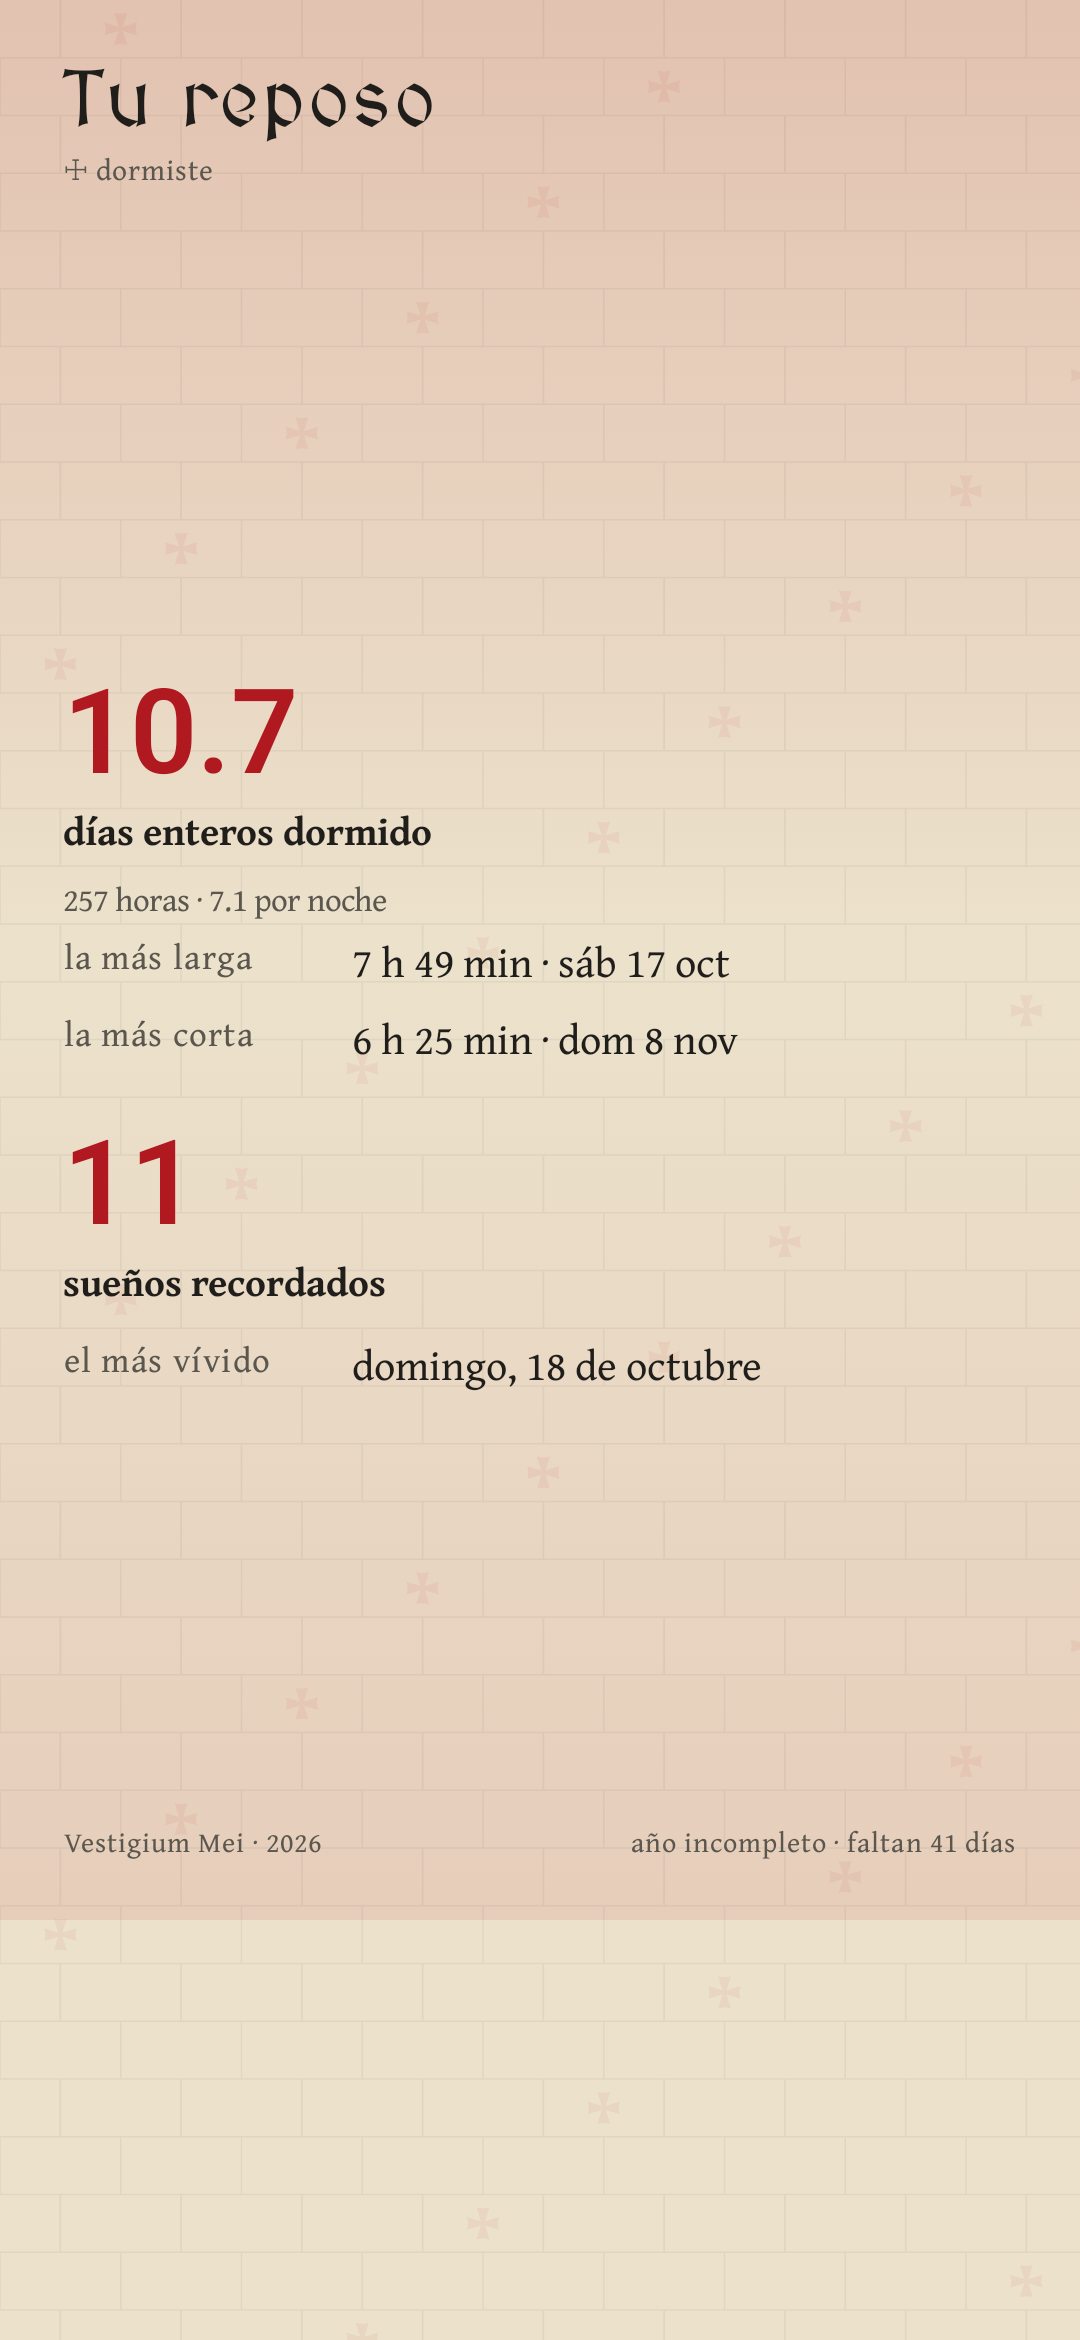 Tu reposo
☩ dormiste
10.7
días enteros dormido
257 horas · 7.1 por noche
la más larga 7 h 49 min · sáb 17 oct
la más corta 6 h 25 min · dom 8 nov
11
sueños recordados
el más vívido domingo, 18 de octubre
Vestigium Mei · 2026 año incompleto · faltan 41 días